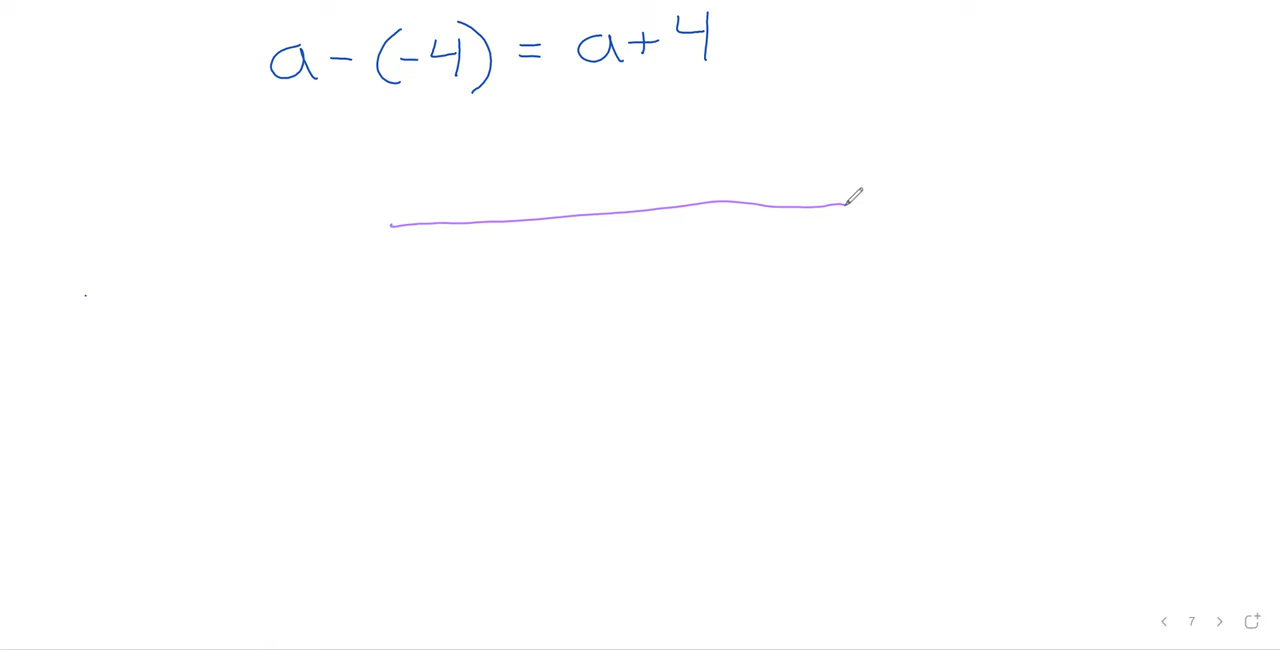 a - (-4) = a + 4
7